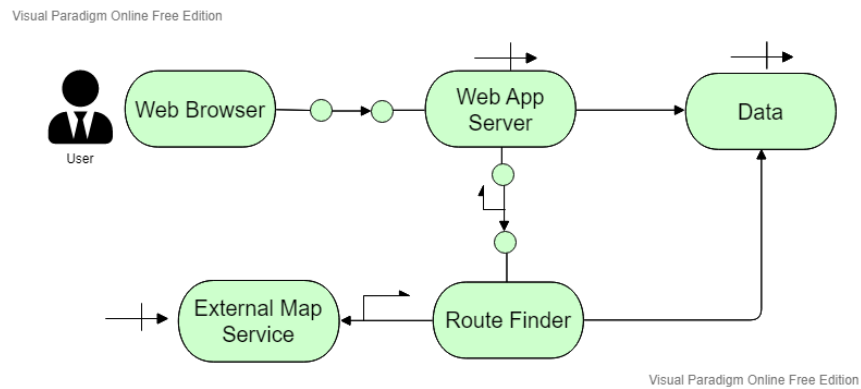 Visual Paradigm Online Free Edition
User
Web Browser
Web App
Server
Data
External Map
Service
Route Finder
Visual Paradigm Online Free Edition